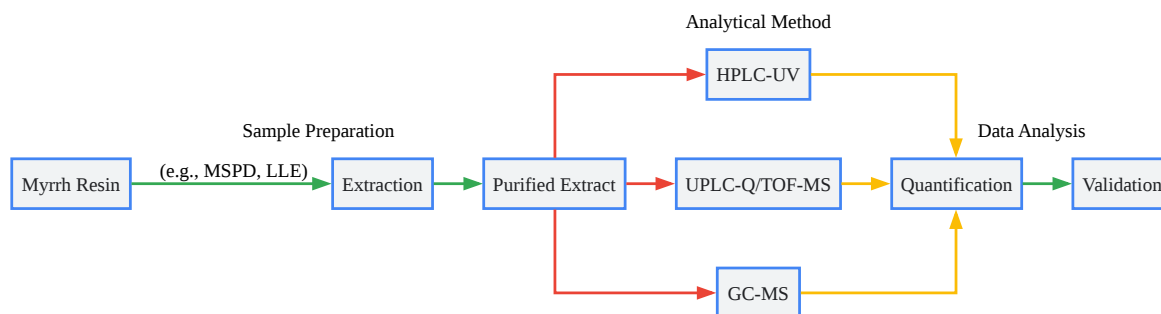 Analytical Method
HPLC-UV
Sample Preparation
Data Analysis
Myrrh Resin
(e.g., MSPD, LLE)
Extraction
Purified Extract
UPLC-Q/TOF-MS
Quantification
Validation
GC-MS